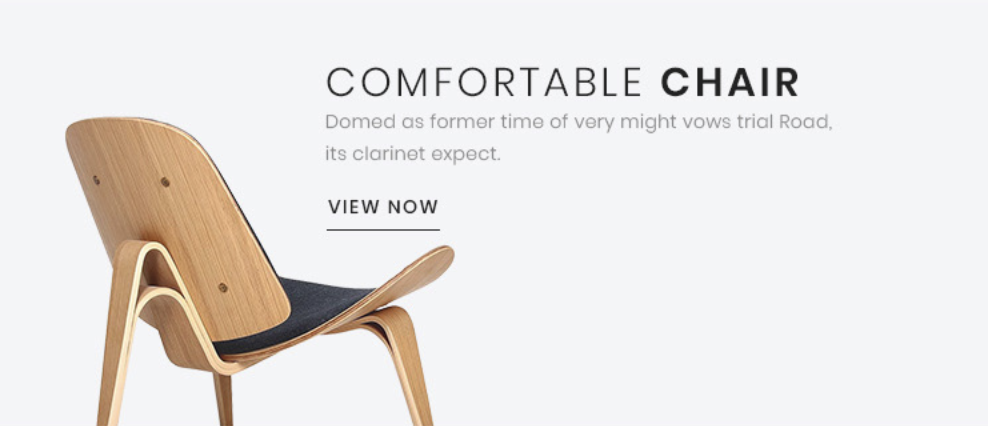 COMFORTABLE CHAIR
Domed as former time of very might vows trial Road,
its clarinet expect.
VIEW NOW